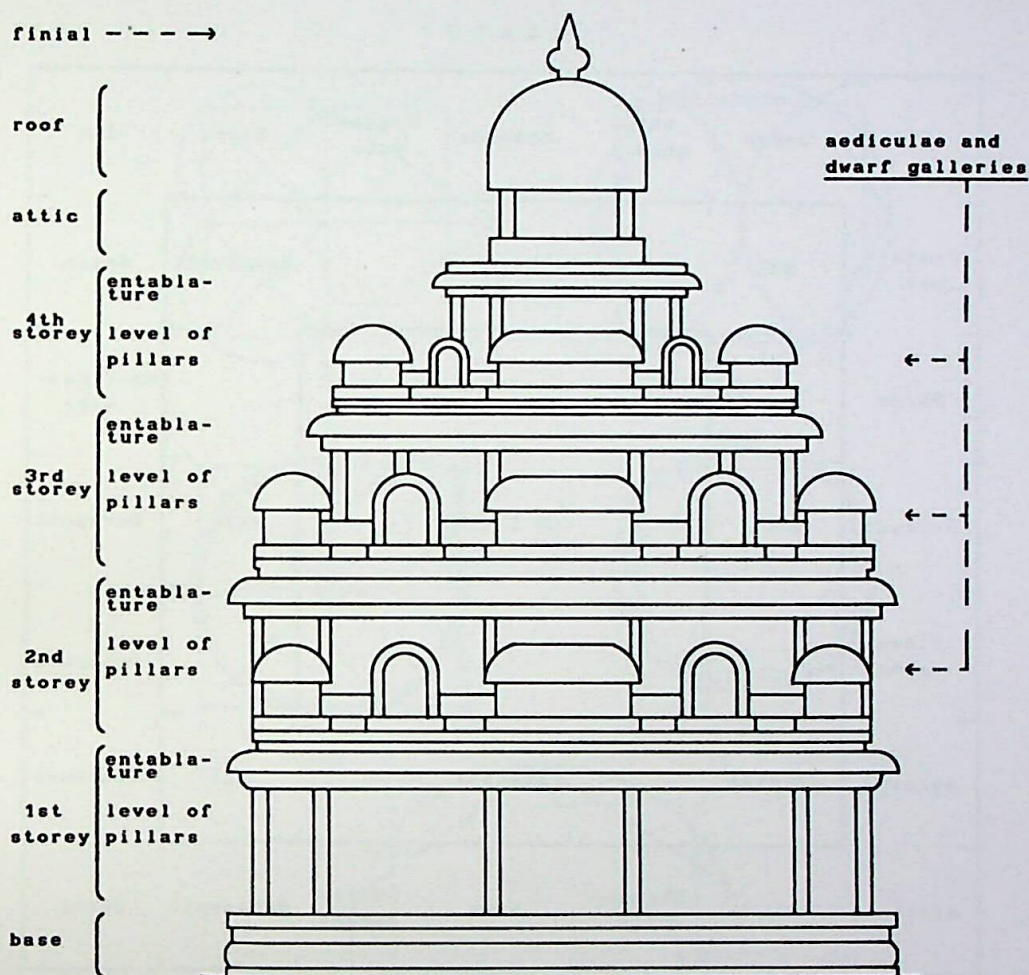 finial
roof
aediculae and
dwarf galleries
attic
entabla-
ture
4th
storey
level of
pillars
entabla-
ture
3rd
storey
level of
pillars
entabla-
ture
2nd
storey
level of
pillars
entabla-
ture
1st
storey
level of
pillars
base